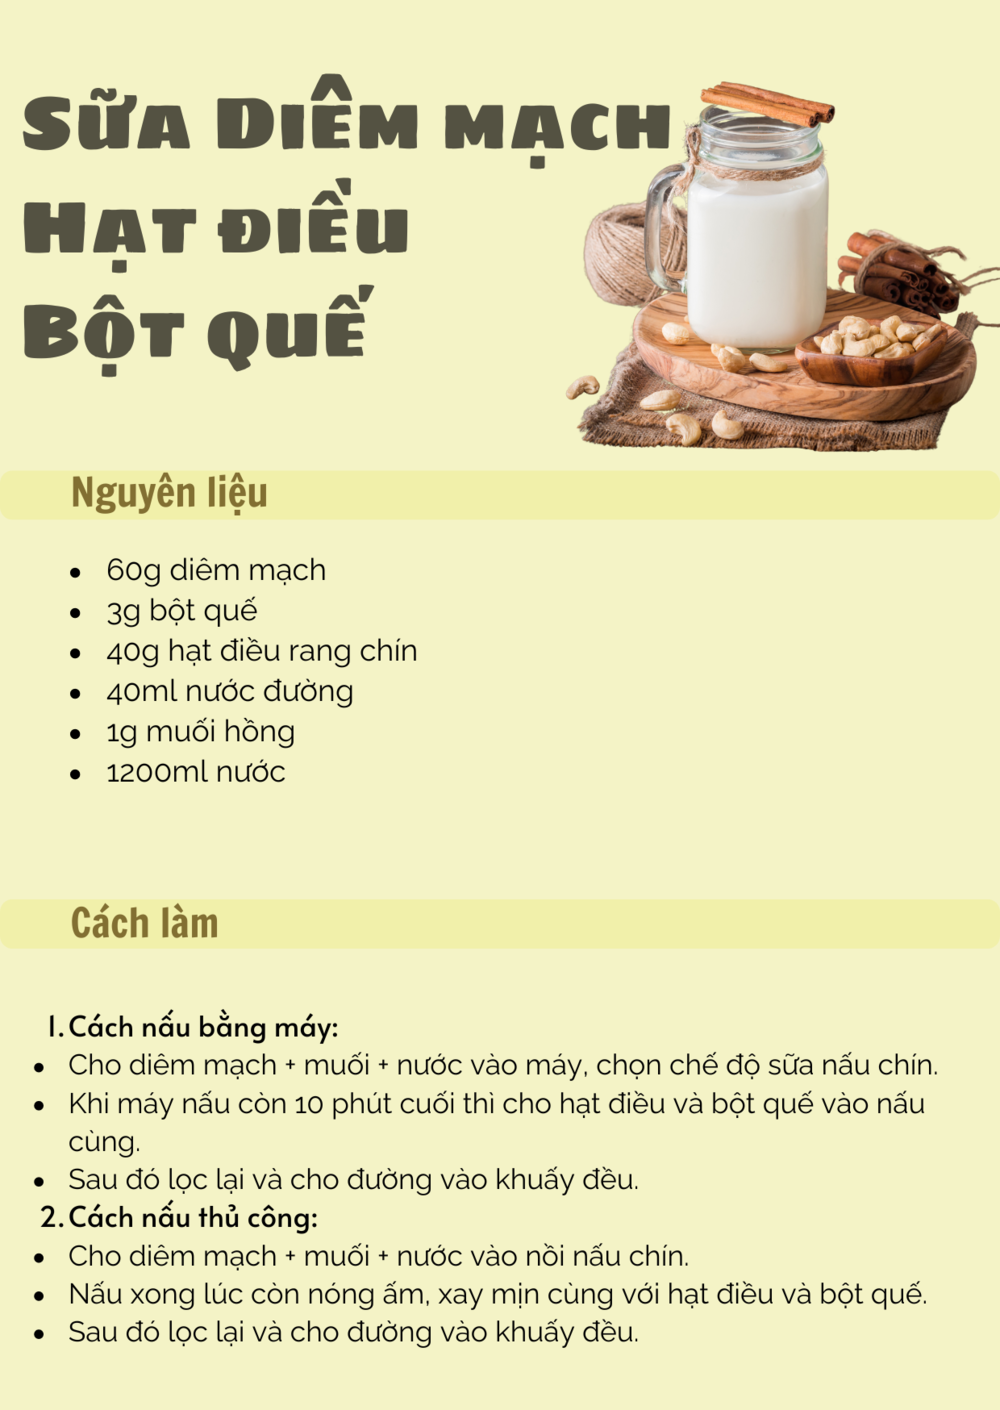 Sữa Diêm mạch
Hạt điều
Bột quế
Nguyên liệu
• 60g diêm mạch
• 3g bột quế
• 40g hạt điều rang chín
• 40ml nước đường
• 1g muối hồng
• 1200ml nước
Cách làm
1. Cách nấu bằng máy:
• Cho diêm mạch + muối + nước vào máy, chọn chế độ sữa nấu chín.
• Khi máy nấu còn 10 phút cuối thì cho hạt điều và bột quế vào nấu
cùng.
• Sau đó lọc lại và cho đường vào khuấy đều.
2. Cách nấu thủ công:
• Cho diêm mạch + muối + nước vào nồi nấu chín.
• Nấu xong lúc còn nóng ấm, xay mịn cùng với hạt điều và bột quế.
• Sau đó lọc lại và cho đường vào khuấy đều.